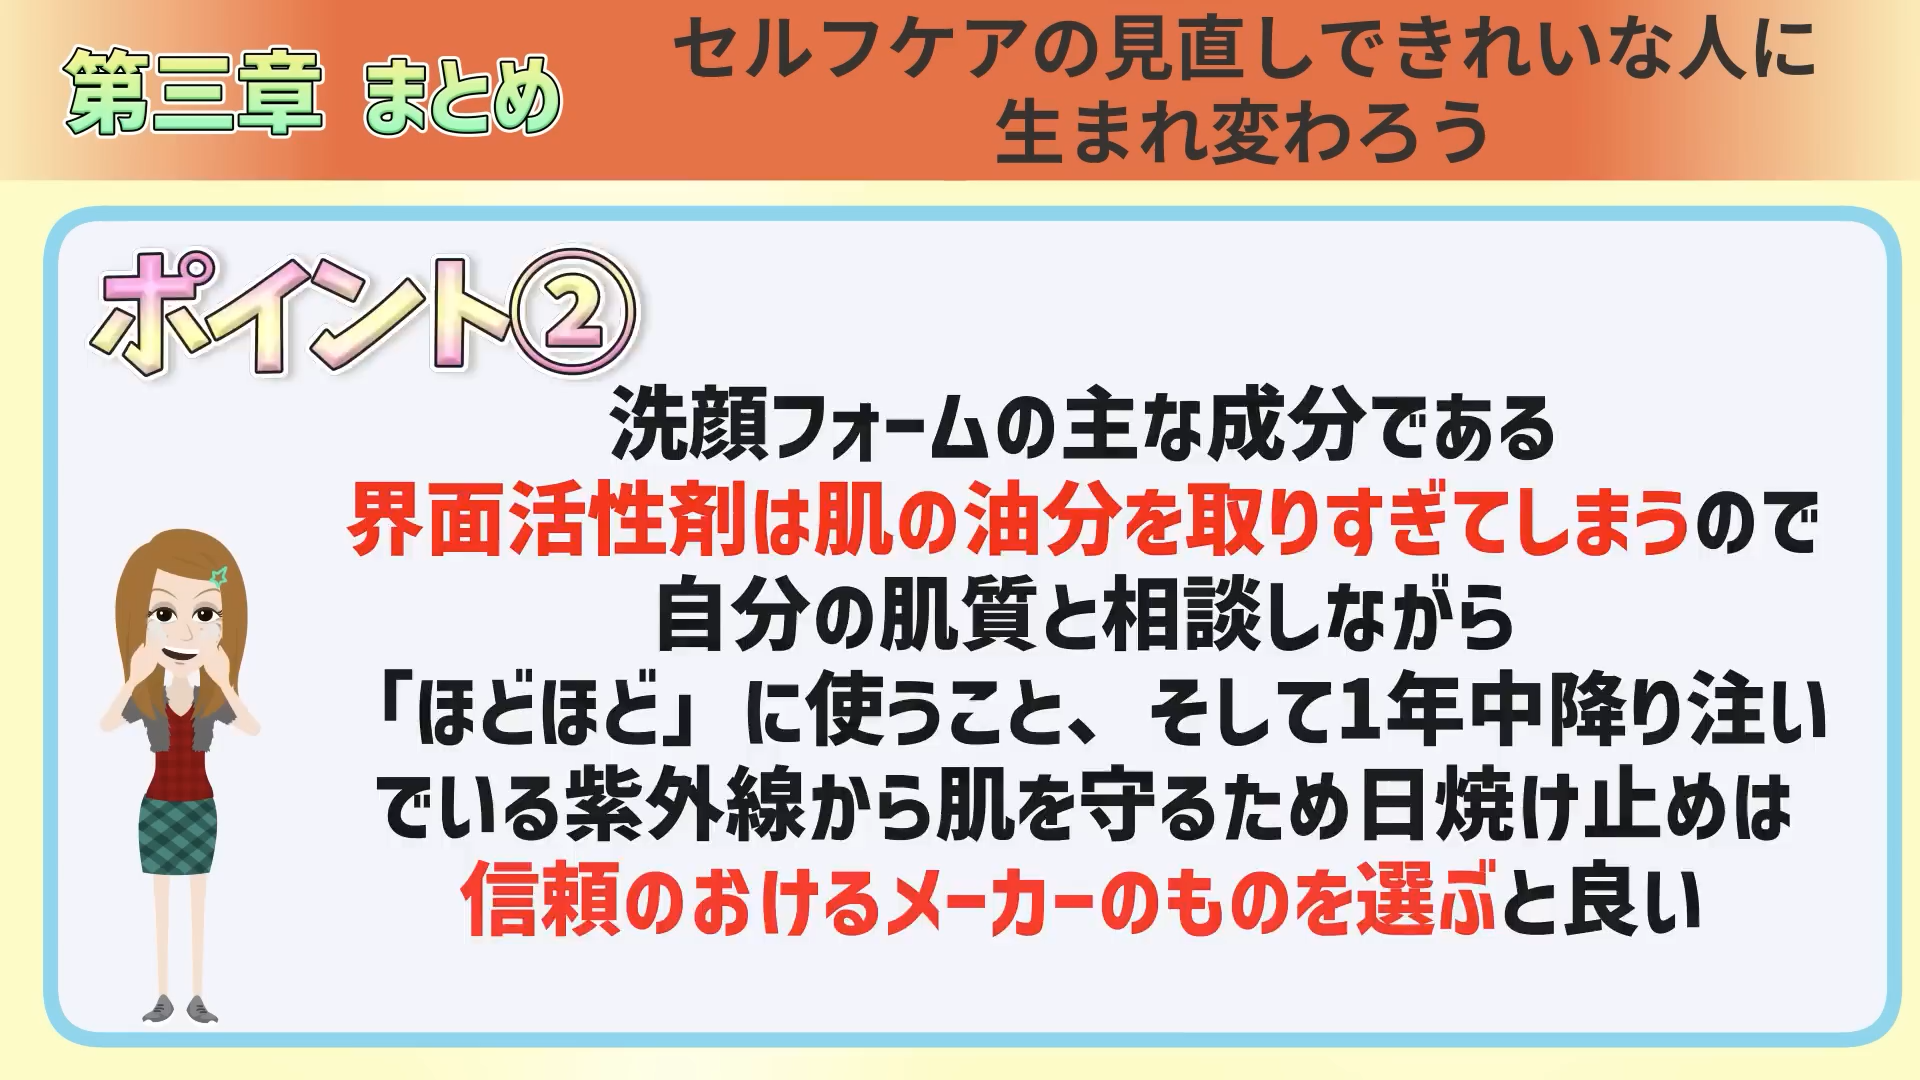 第三章 まとめ
セルフケアの見直しできれいな人に
生まれ変わろう
ポイント②
洗顔フォームの主な成分である
界面活性剤は肌の油分を取りすぎてしまうので
自分の肌質と相談しながら
「ほどほど」に使うこと、そして1年中降り注い
でいる紫外線から肌を守るため日焼け止めは
信頼のおけるメーカーのものを選ぶと良い